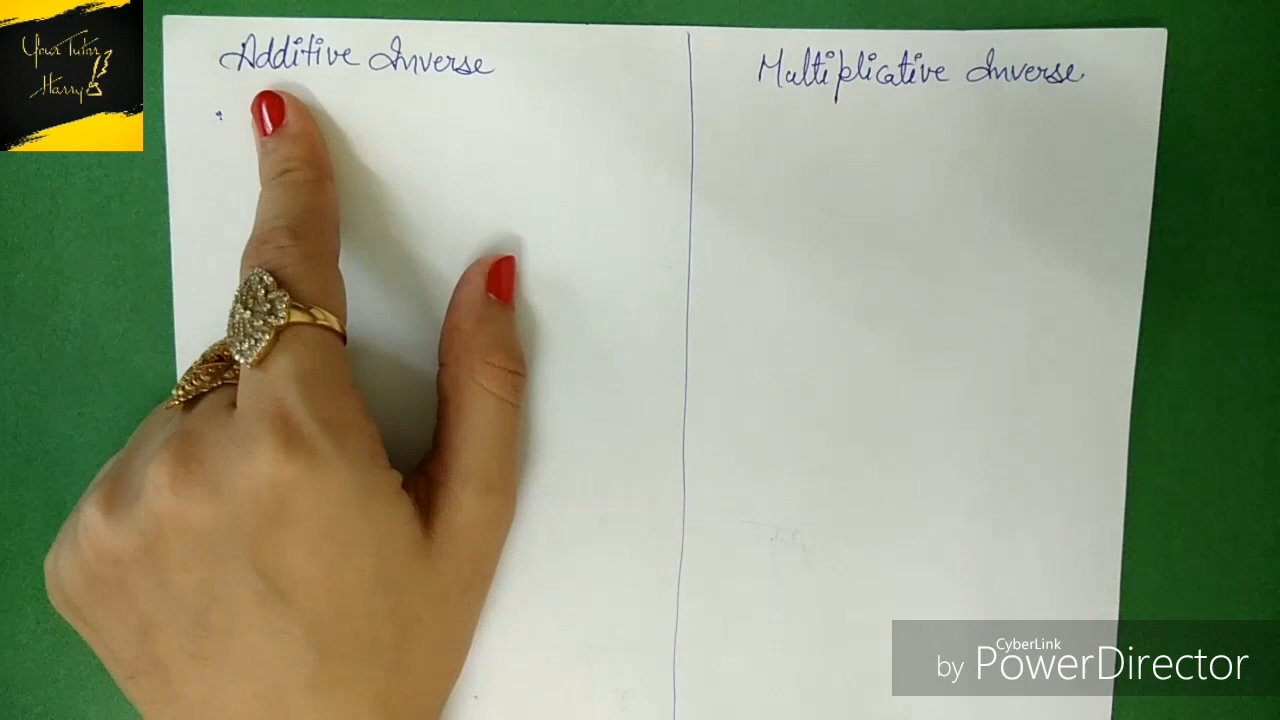 Your Tutor
Harry
Additive Inverse
Multiplicative Inverse
CyberLink
by PowerDirector